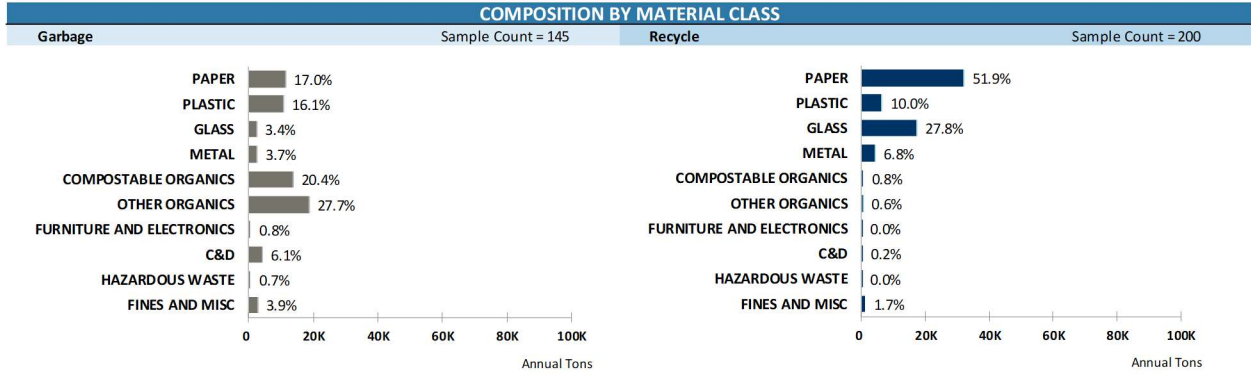 COMPOSITION BY MATERIAL CLASS
Garbage Sample Count = 145 Recycle Sample Count = 200
PAPER 17.0% PAPER 51.9%
PLASTIC 16.1% PLASTIC 10.0%
GLASS 3.4% GLASS 27.8%
METAL 3.7% METAL 6.8%
COMPOSTABLE ORGANICS 20.4% COMPOSTABLE ORGANICS 0.8%
OTHER ORGANICS 27.7% OTHER ORGANICS 0.6%
FURNITURE AND ELECTRONICS 0.8% FURNITURE AND ELECTRONICS 0.0%
C&D 6.1% C&D 0.2%
HAZARDOUS WASTE 0.7% HAZARDOUS WASTE 0.0%
FINES AND MISC 3.9% FINES AND MISC 1.7%
0 20K 40K 60K 80K 100K 0 20K 40K 60K 80K 100K
Annual Tons Annual Tons